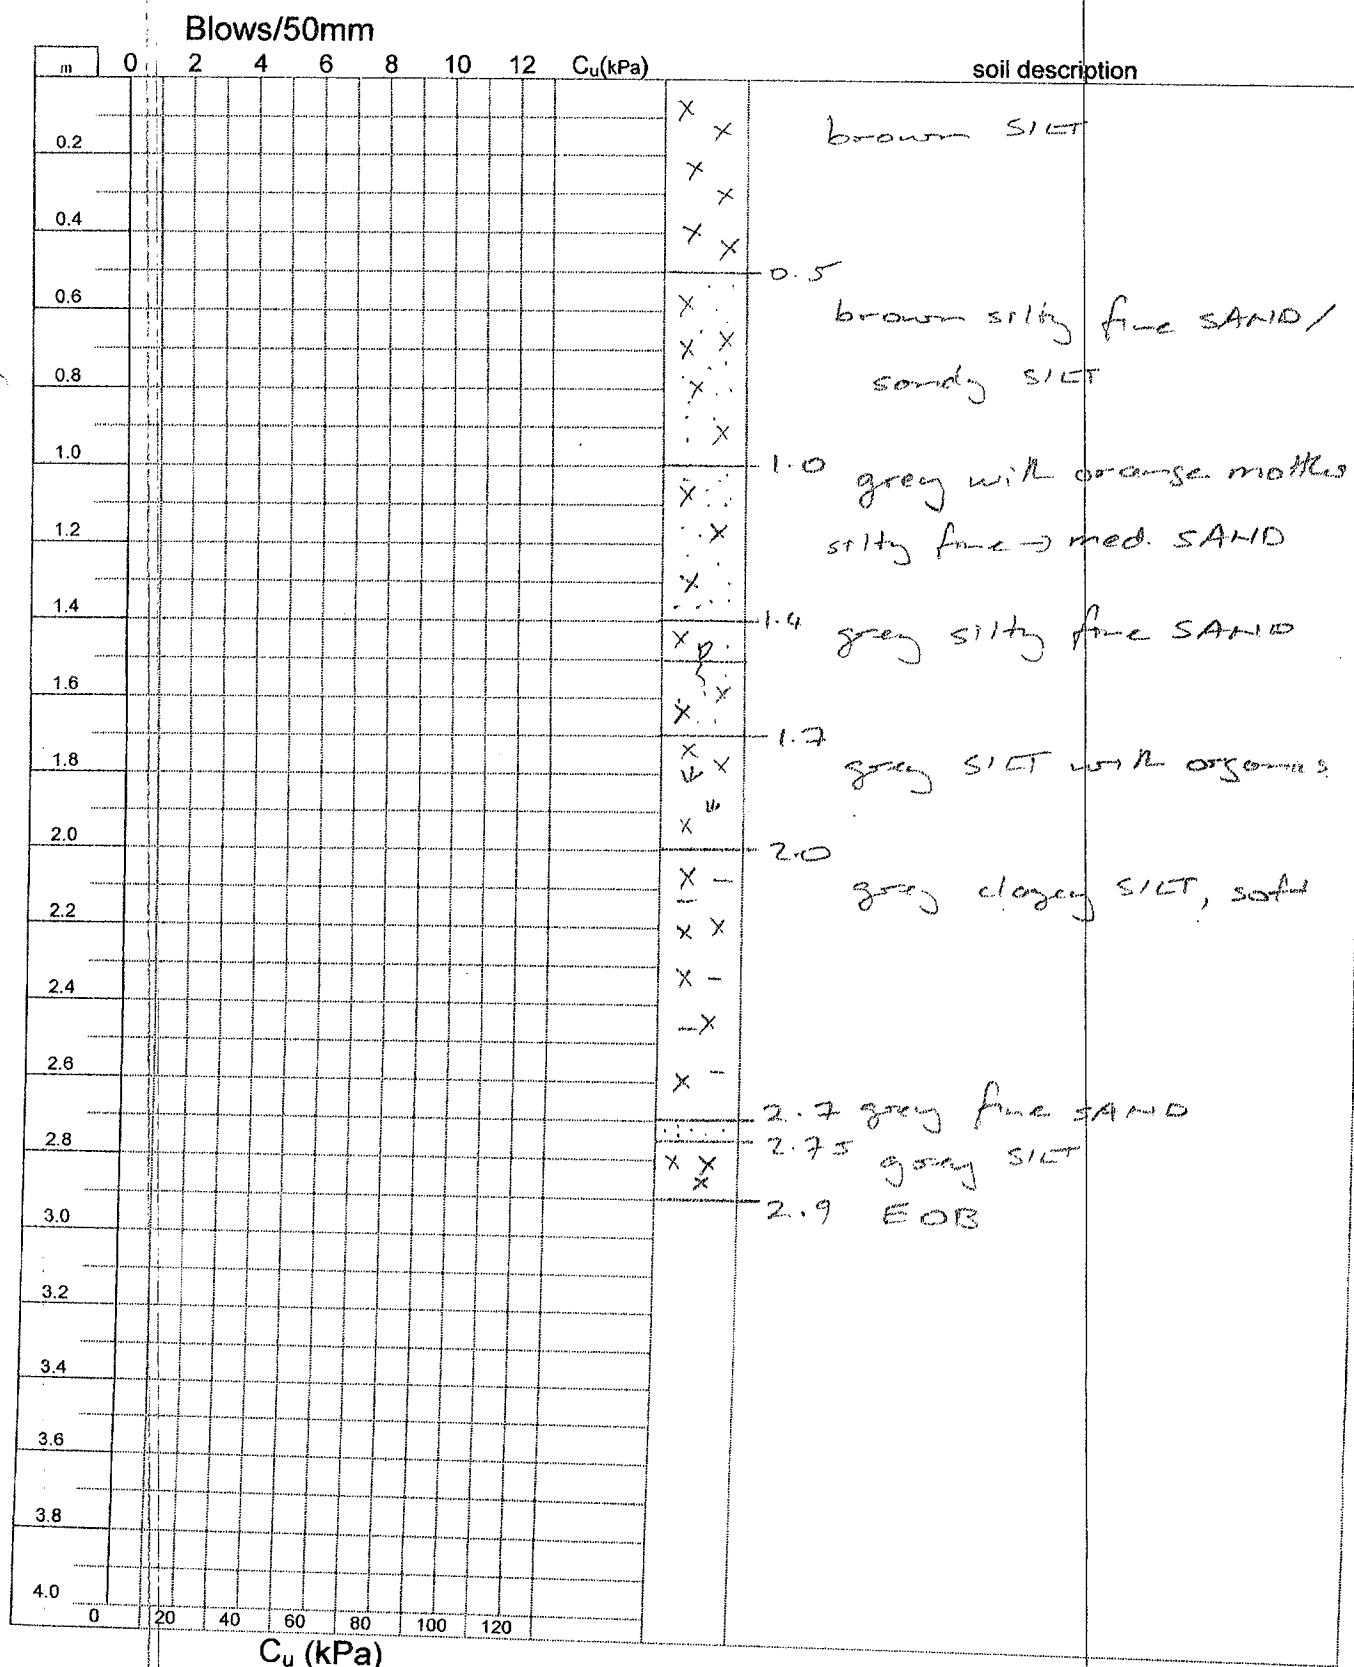 Blows/50mm
m 0 2 4 6 8 10 12 Cu(kPa) soil description
brown SILT
0.2
0.4
0.5
0.6
brown silty fine SAND/
sandy SILT
0.8
1.0
1.0 grey with orange mottles
silty fine → med. SAND
1.2
1.4
1.4 grey silty fine SAND
1.6
1.7
grey SILT with organics
1.8
2.0
2.0
grey clayey SILT, soft
2.2
2.4
2.6
2.7 grey fine SAND
2.8
2.75 grey SILT
2.9 EOB
3.0
3.2
3.4
3.6
3.8
4.0
0 20 40 60 80 100 120
Cu (kPa)